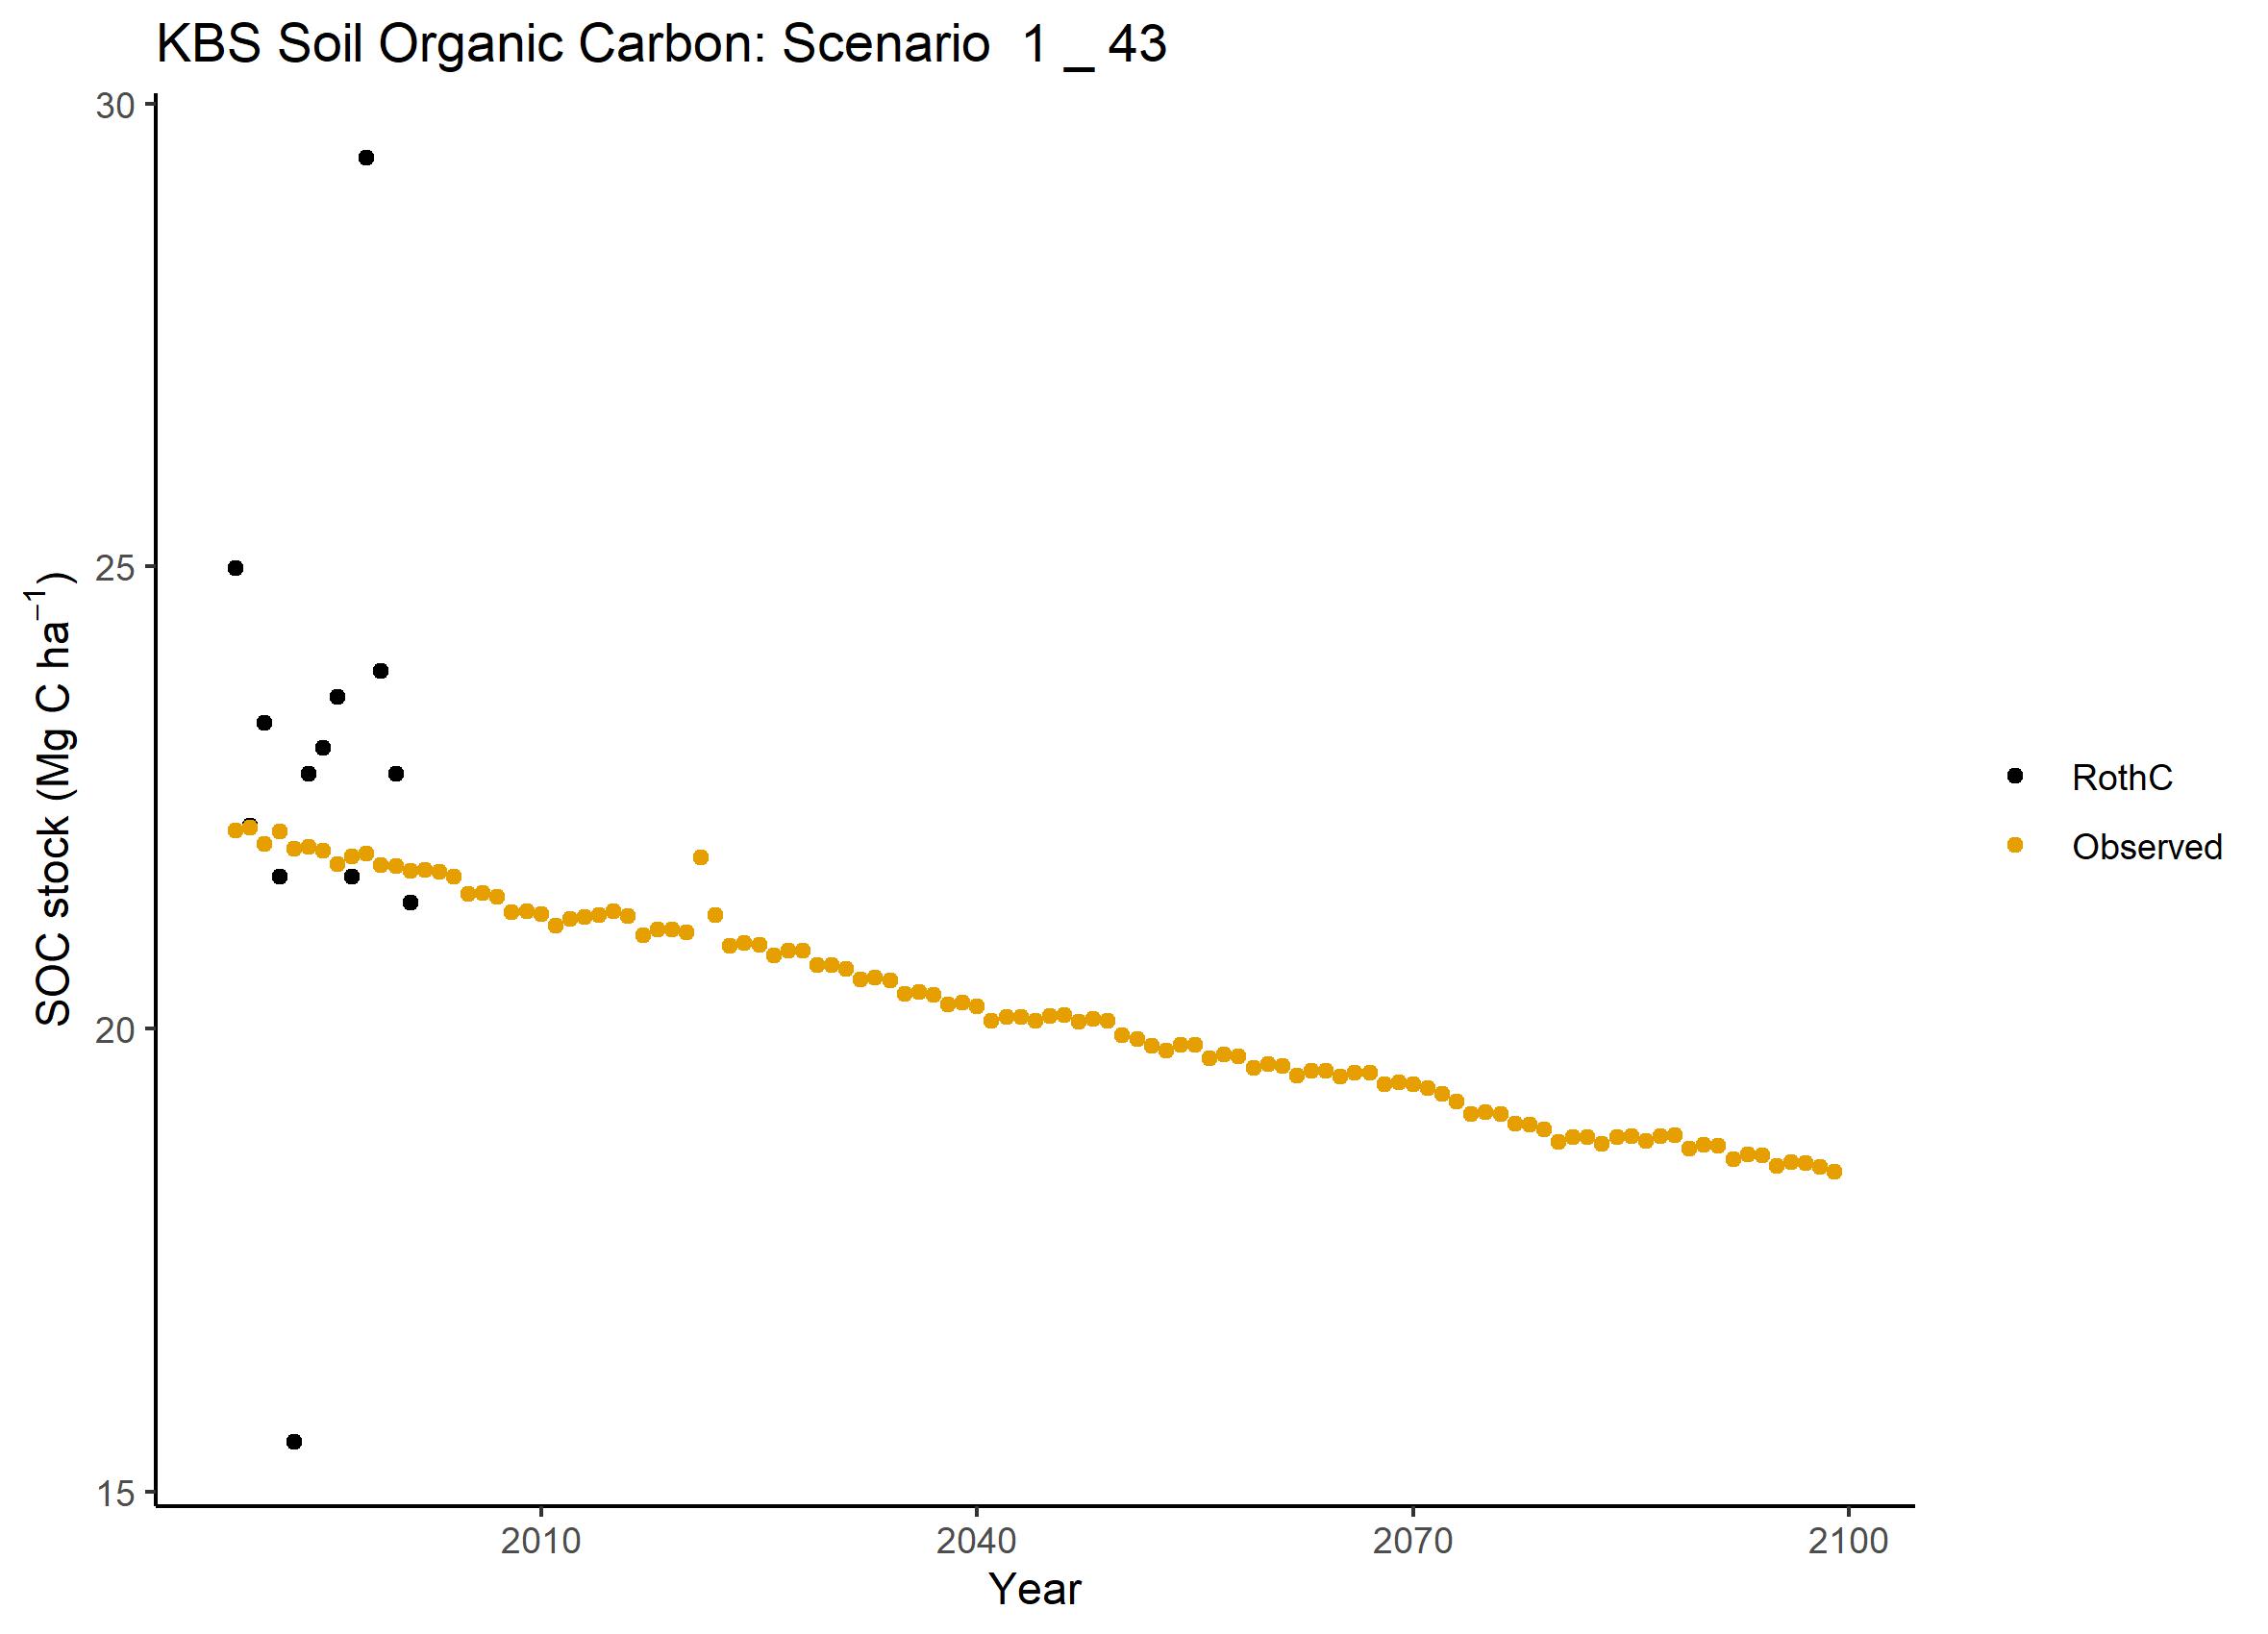 KBS Soil Organic Carbon: Scenario  1 _ 43
SOC stock (Mg C ha⁻¹)
30
25
20
15
2010
2040
2070
2100
Year
RothC
Observed